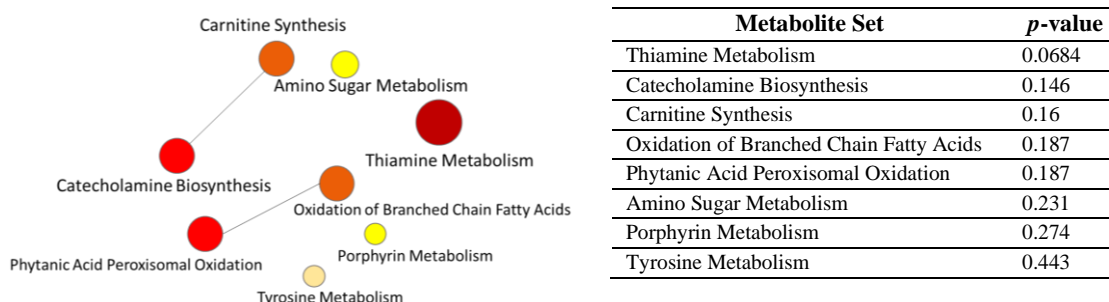 Carnitine Synthesis
Amino Sugar Metabolism
Thiamine Metabolism
Catecholamine Biosynthesis
Oxidation of Branched Chain Fatty Acids
Phytanic Acid Peroxisomal Oxidation
Porphyrin Metabolism
Tyrosine Metabolism
Metabolite Set p-value
Thiamine Metabolism 0.0684
Catecholamine Biosynthesis 0.146
Carnitine Synthesis 0.16
Oxidation of Branched Chain Fatty Acids 0.187
Phytanic Acid Peroxisomal Oxidation 0.187
Amino Sugar Metabolism 0.231
Porphyrin Metabolism 0.274
Tyrosine Metabolism 0.443